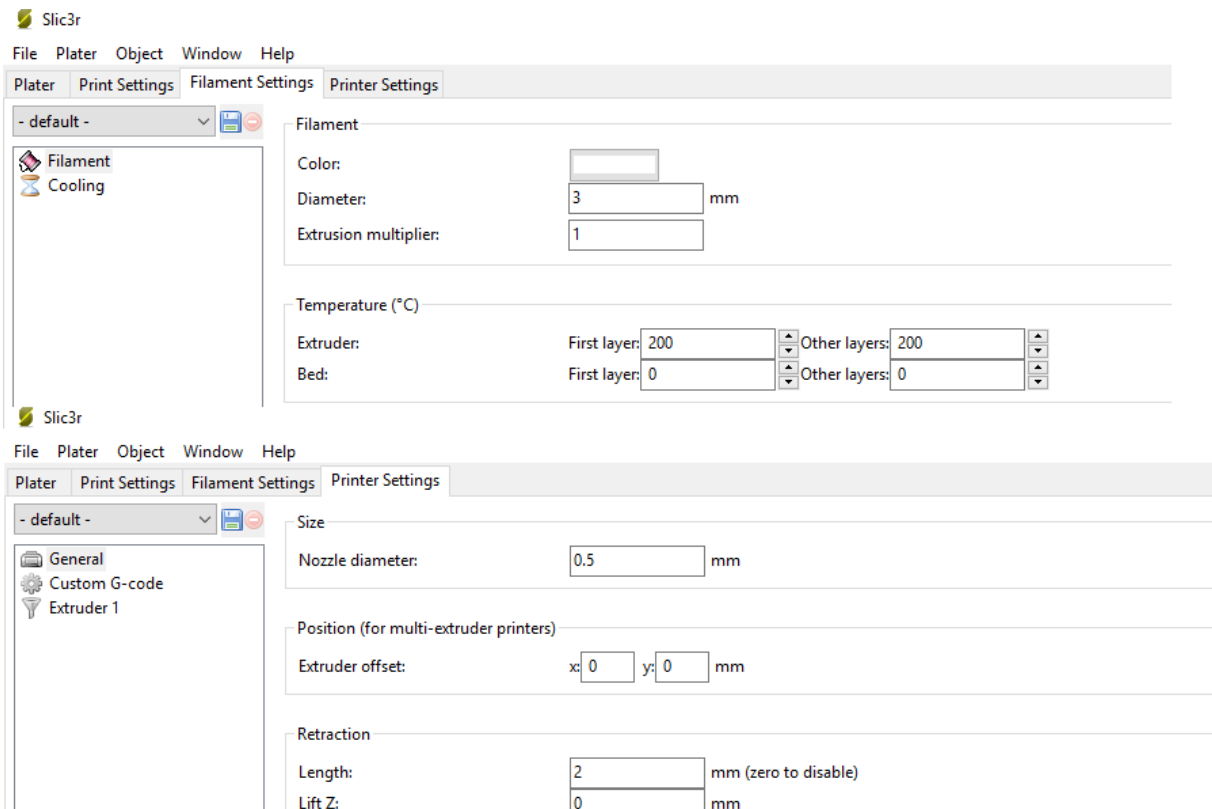 Slic3r
File Plater Object Window Help
Plater Print Settings Filament Settings Printer Settings
- default -
Filament
Cooling
Filament
Color:
Diameter: 3 mm
Extrusion multiplier: 1
Temperature (°C)
Extruder: First layer: 200 Other layers: 200
Bed: First layer: 0 Other layers: 0
Slic3r
File Plater Object Window Help
Plater Print Settings Filament Settings Printer Settings
- default -
General
Custom G-code
Extruder 1
Size
Nozzle diameter: 0.5 mm
Position (for multi-extruder printers)
Extruder offset: x: 0 y: 0 mm
Retraction
Length: 2 mm (zero to disable)
Lift Z: 0 mm